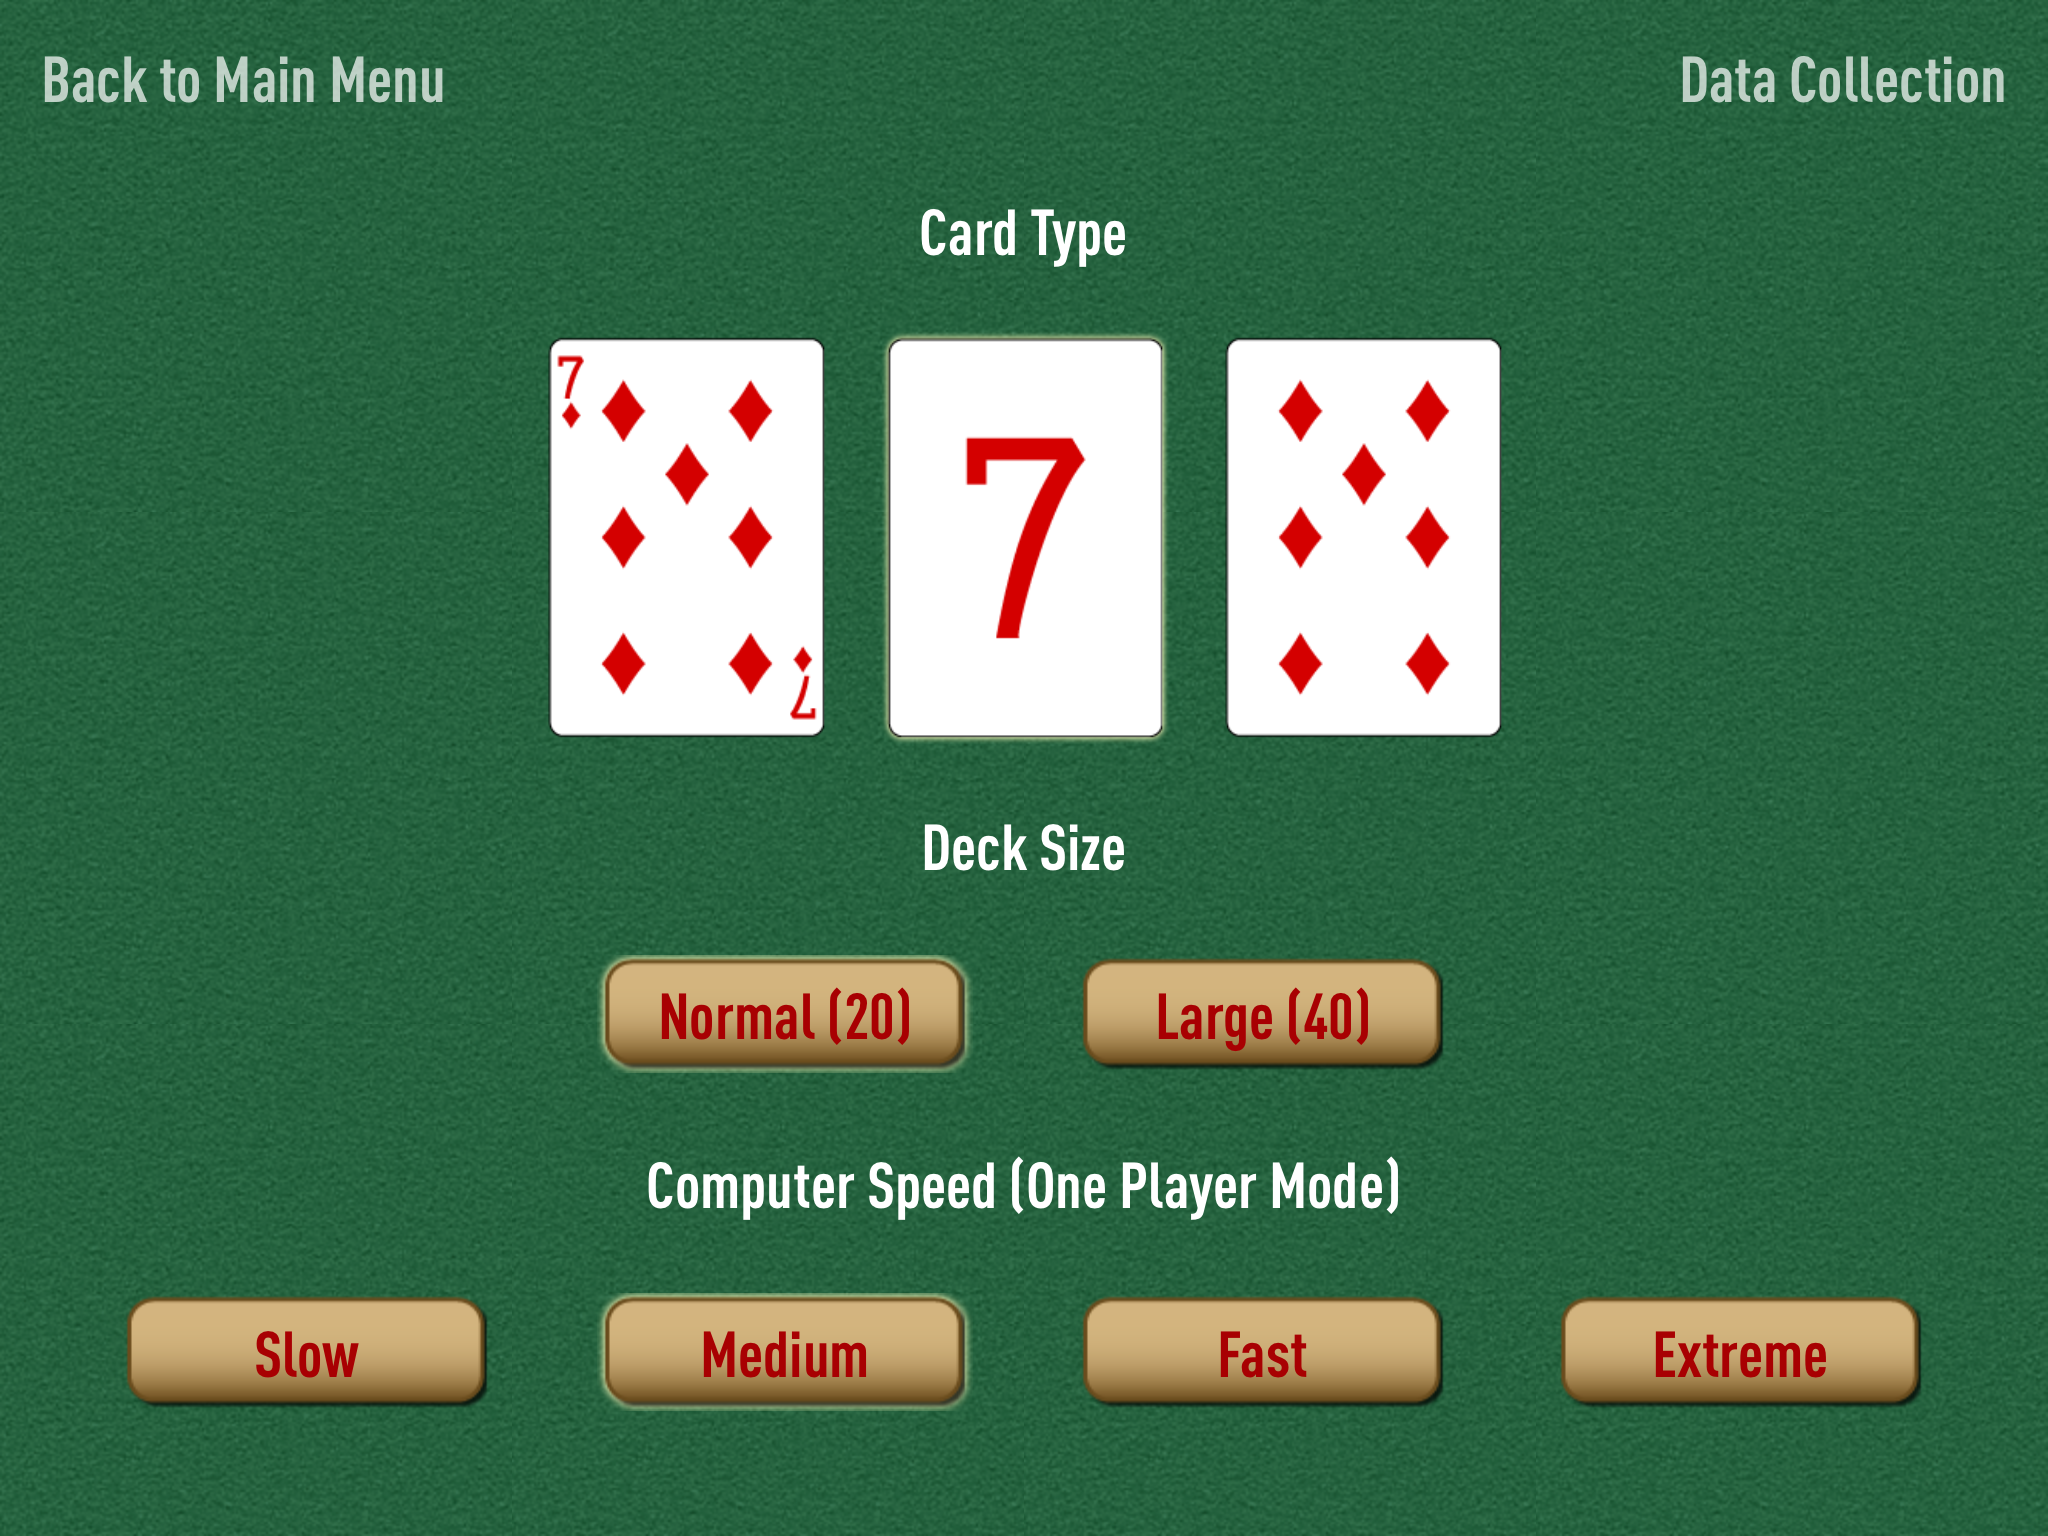 Back to Main Menu
Data Collection
Card Type
7
7
7
Deck Size
Normal (20)
Large (40)
Computer Speed (One Player Mode)
Slow
Medium
Fast
Extreme